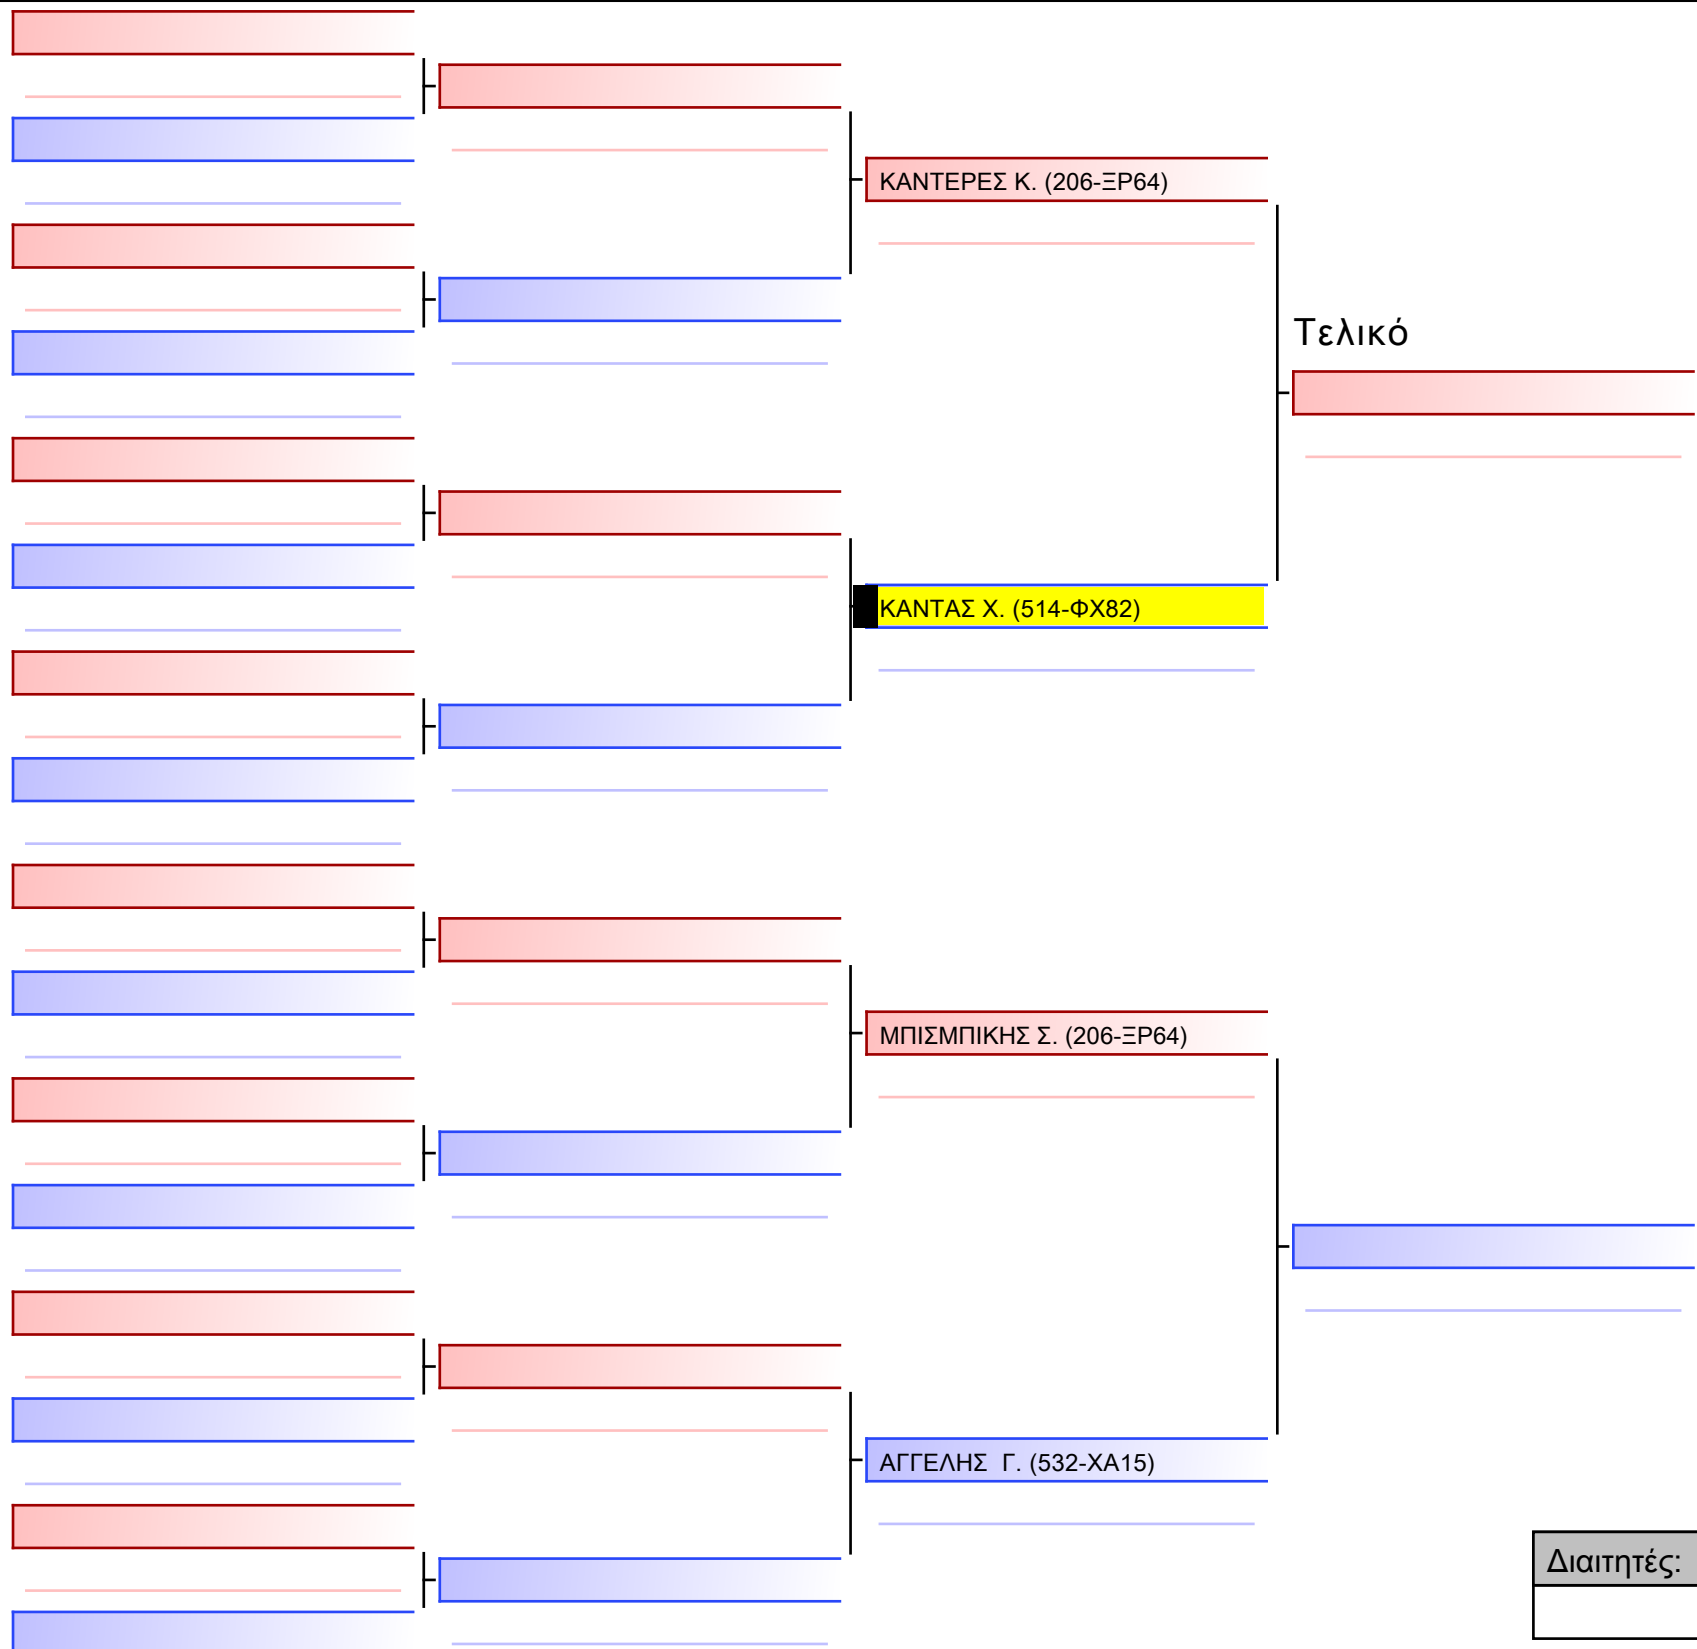 ΚΑΝΤΕΡΕΣ Κ. (206-ΞΡ64)
Τελικό
ΚΑΝΤΑΣ Χ. (514-ΦΧ82)
ΜΠΙΣΜΠΙΚΗΣ Σ. (206-ΞΡ64)
ΑΓΓΕΛΗΣ  Γ. (532-ΧΑ15)
Διαιτητές: